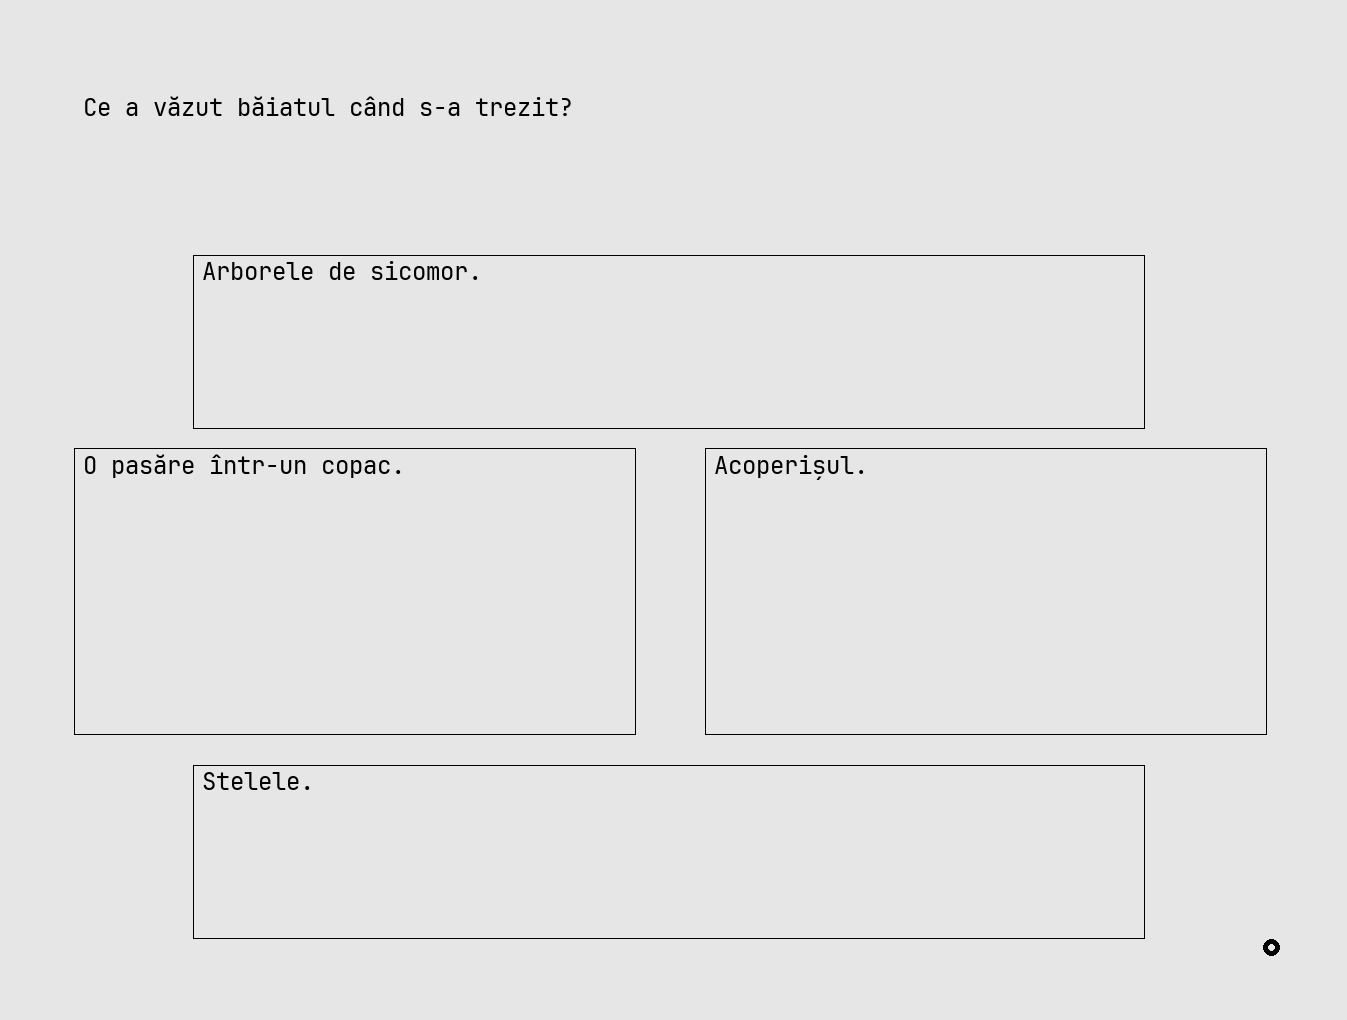 Ce a văzut băiatul când s-a trezit?
Arborele de sicomor.
O pasăre într-un copac.
Acoperișul.
Stelele.